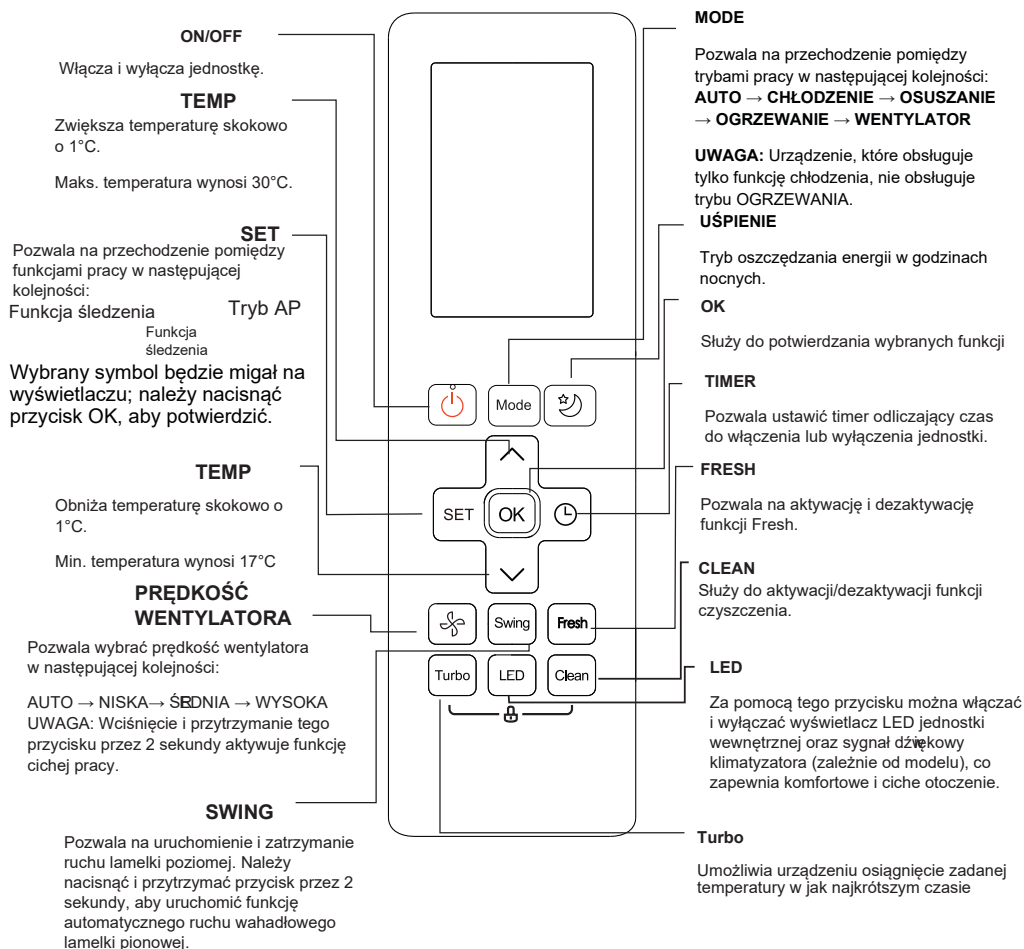 ON/OFF
Włącza i wyłącza jednostkę.
TEMP
Zwiększa temperaturę skokowo
o 1°C.
Maks. temperatura wynosi 30°C.
SET
Pozwala na przechodzenie pomiędzy
funkcjami pracy w następującej
kolejności:
Funkcja śledzenia Tryb AP
Funkcja
śledzenia
Wybrany symbol będzie migał na
wyświetlaczu; należy nacisnąć
przycisk OK, aby potwierdzić.
TEMP
Obniża temperaturę skokowo o
1°C.
Min. temperatura wynosi 17°C
PRĘDKOŚĆ
WENTYLATORA
Pozwala wybrać prędkość wentylatora
w następującej kolejności:
AUTO → NISKA→ ŚREDNIA → WYSOKA
UWAGA: Wciśnięcie i przytrzymanie tego
przycisku przez 2 sekundy aktywuje funkcję
cichej pracy.
SWING
Pozwala na uruchomienie i zatrzymanie
ruchu lamelki poziomej. Należy
nacisnąć i przytrzymać przycisk przez 2
sekundy, aby uruchomić funkcję
automatycznego ruchu wahadłowego
lamelki pionowej.
Mode
SET
OK
Swing
Fresh
Turbo
LED
Clean
MODE
Pozwala na przechodzenie pomiędzy
trybami pracy w następującej kolejności:
AUTO → CHŁODZENIE → OSUSZANIE
→ OGRZEWANIE → WENTYLATOR
UWAGA: Urządzenie, które obsługuje
tylko funkcję chłodzenia, nie obsługuje
trybu OGRZEWANIA.
UŚPIENIE
Tryb oszczędzania energii w godzinach
nocnych.
OK
Służy do potwierdzania wybranych funkcji
TIMER
Pozwala ustawić timer odliczający czas
do włączenia lub wyłączenia jednostki.
FRESH
Pozwala na aktywację i dezaktywację
funkcji Fresh.
CLEAN
Służy do aktywacji/dezaktywacji funkcji
czyszczenia.
LED
Za pomocą tego przycisku można włączać
i wyłączać wyświetlacz LED jednostki
wewnętrznej oraz sygnał dźwiękowy
klimatyzatora (zależnie od modelu), co
zapewnia komfortowe i ciche otoczenie.
Turbo
Umożliwia urządzeniu osiągnięcie zadanej
temperatury w jak najkrótszym czasie